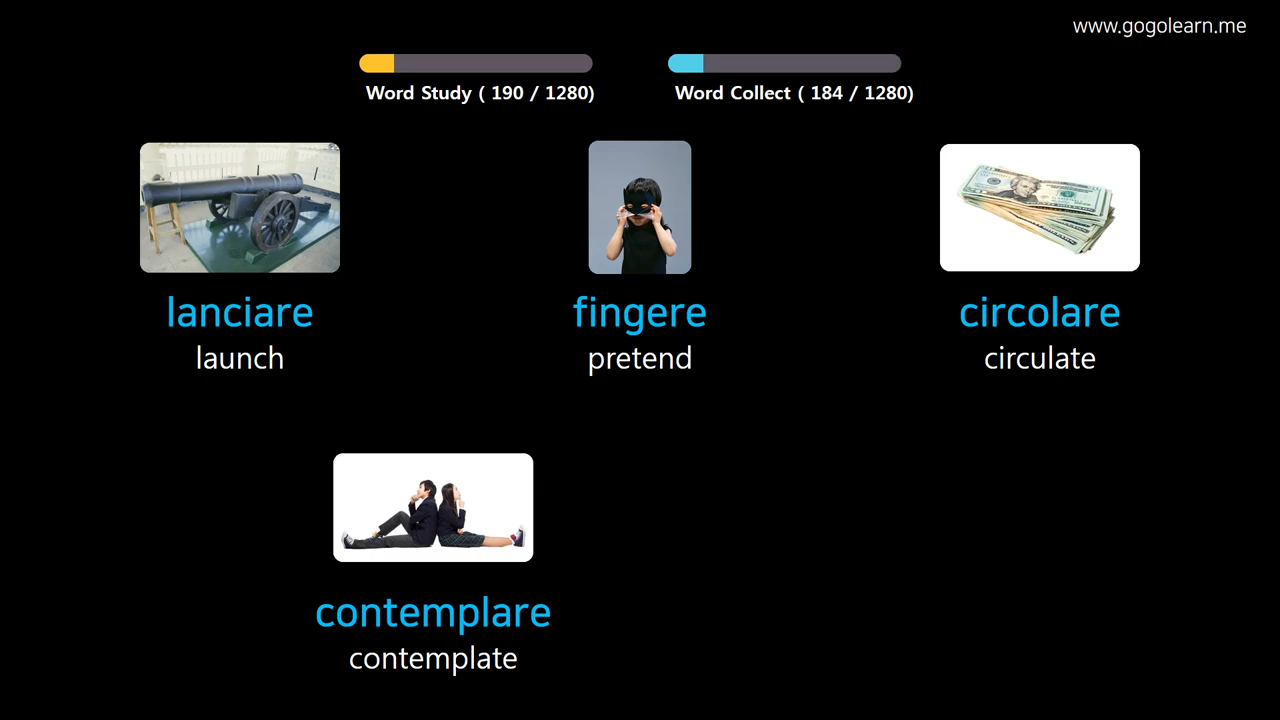 www.gogolearn.me
Word Study ( 190 / 1280)
Word Collect ( 184 / 1280)
lanciare
launch
fingere
pretend
circolare
circulate
contemplare
contemplate